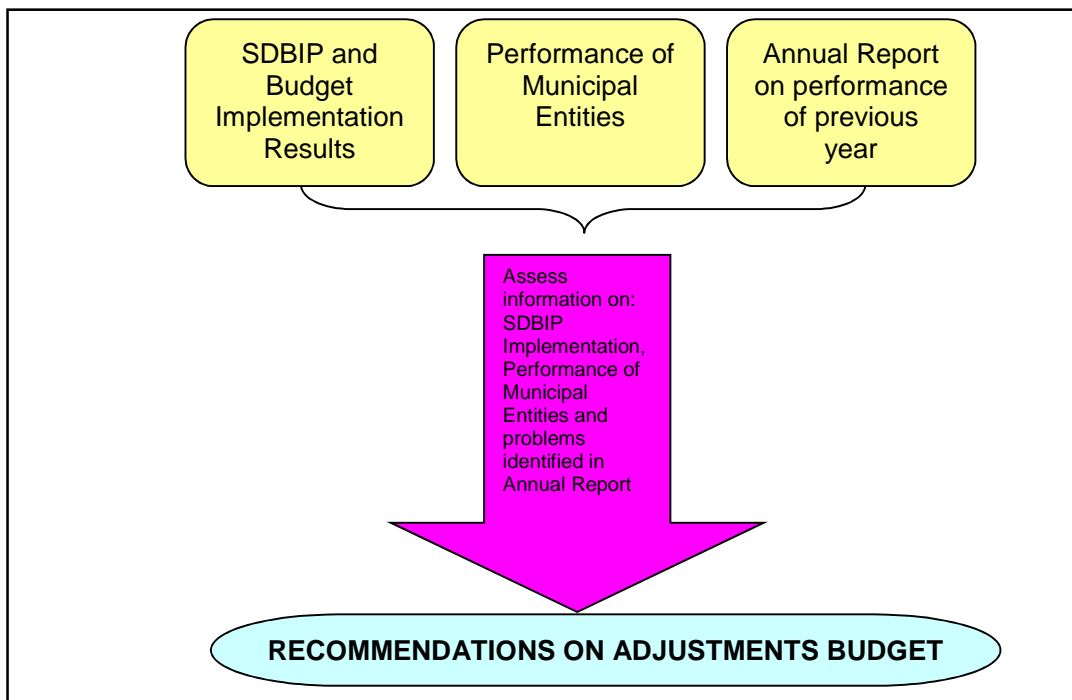 SDBIP and
Budget
Implementation
Results
Performance of
Municipal
Entities
Annual Report
on performance
of previous
year
Assess
information on:
SDBIP
Implementation,
Performance of
Municipal
Entities and
problems
identified in
Annual Report
RECOMMENDATIONS ON ADJUSTMENTS BUDGET